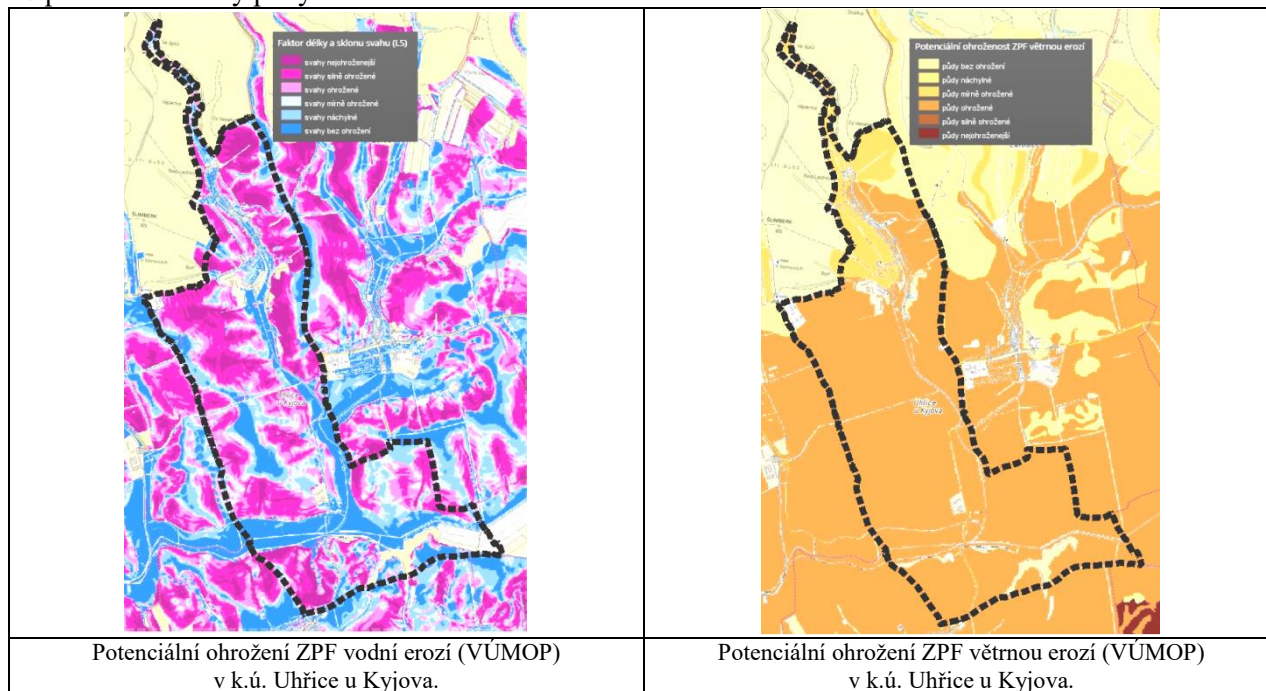 Faktor délky a sklonu svahu (LS)
svahy nejohroženejší
svahy silně ohrožené
svahy ohrožené
svahy mírně ohrožené
svahy náchylné
svahy bez ohrožení
Uhřice
u Kyjova
Potenciální ohroženost ZPF větrnou erozí
půdy bez ohrožení
půdy náchylné
půdy mírně ohrožené
půdy ohrožené
půdy silně ohrožené
půdy nejohroženejší
Uhřice
u Kyjova
Potenciální ohrožení ZPF vodní erozí (VÚMOP)
v k.ú. Uhřice u Kyjova.
Potenciální ohrožení ZPF větrnou erozí (VÚMOP)
v k.ú. Uhřice u Kyjova.